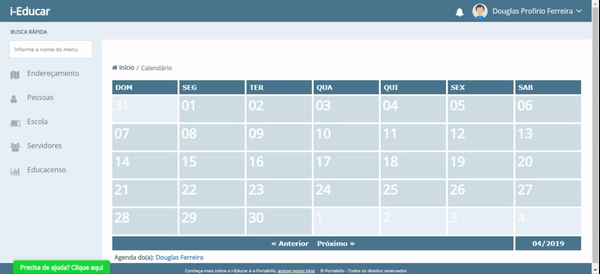 i-Educar
Douglas Profirio Ferreira
BUSCA RÁPIDA
Informe o nome do menu
Endereçamento
Pessoas
Escola
Servidores
Educacenso
Início / Calendário
DOM SEG TER QUA QUI SEX SAB
31 01 02 03 04 05 06
07 08 09 10 11 12 13
14 15 16 17 18 19 20
21 22 23 24 25 26 27
28 29 30 1 2 3 4
« Anterior Próximo » 04/2019
Agenda do(a): Douglas Ferreira
Precisa de ajuda? Clique aqui
Conheça mais sobre o i-Educar e a Portabilis, acesse nosso blog © Portabilis - Todos os direitos reservados